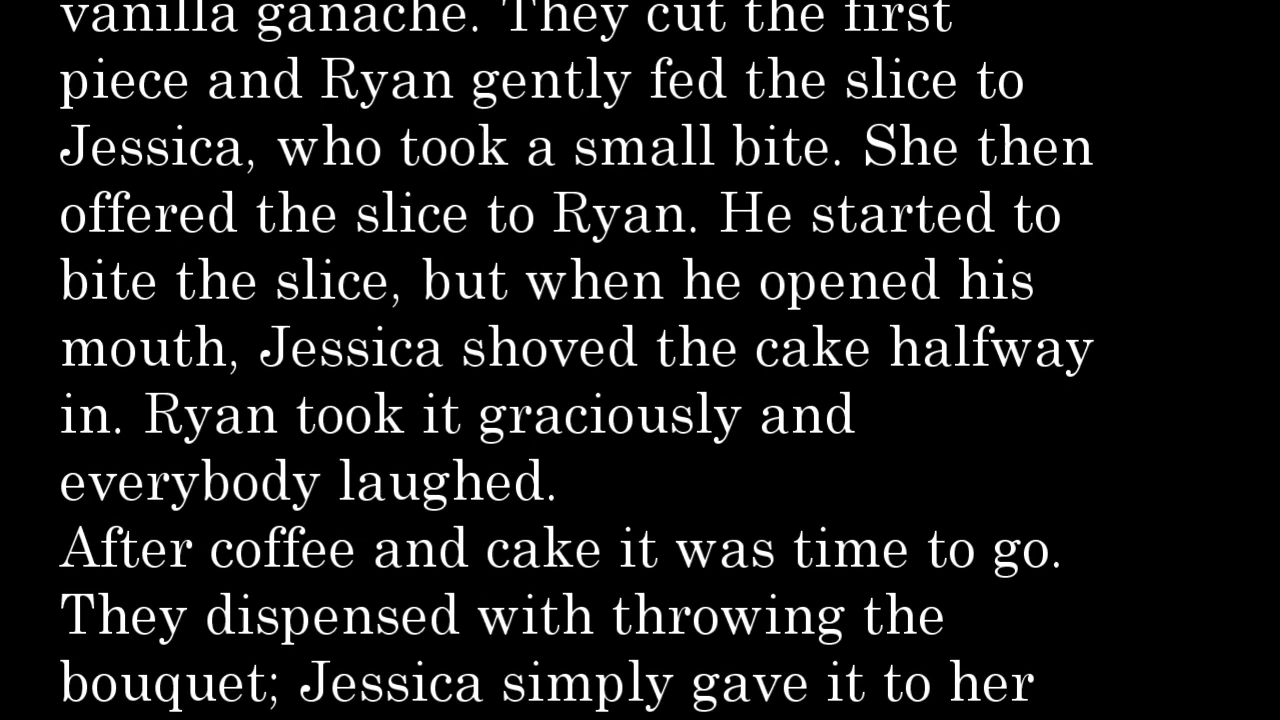 vanilla ganache. They cut the first
piece and Ryan gently fed the slice to
Jessica, who took a small bite. She then
offered the slice to Ryan. He started to
bite the slice, but when he opened his
mouth, Jessica shoved the cake halfway
in. Ryan took it graciously and
everybody laughed.
After coffee and cake it was time to go.
They dispensed with throwing the
bouquet; Jessica simply gave it to her